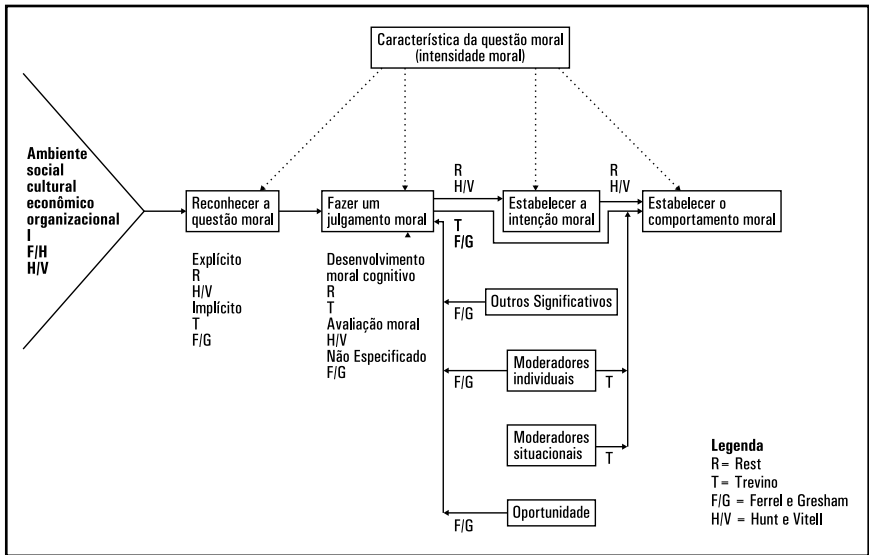 Característica da questão moral
(intensidade moral)
Ambiente
social
cultural
econômico
organizacional
I
F/H
H/V
Reconhecer a
questão moral
Explícito
R
H/V
Implícito
T
F/G
Fazer um
julgamento moral
Desenvolvimento
moral cognitivo
R
T
Avaliação moral
H/V
Não Especificado
F/G
R
H/V
T
F/G
Estabelecer a
intenção moral
R
H/V
Estabelecer o
comportamento moral
Outros Significativos
F/G
Moderadores
individuais
F/G
T
Moderadores
situacionais
T
Oportunidade
F/G
Legenda
R = Rest
T = Trevino
F/G = Ferrel e Gresham
H/V = Hunt e Vitell